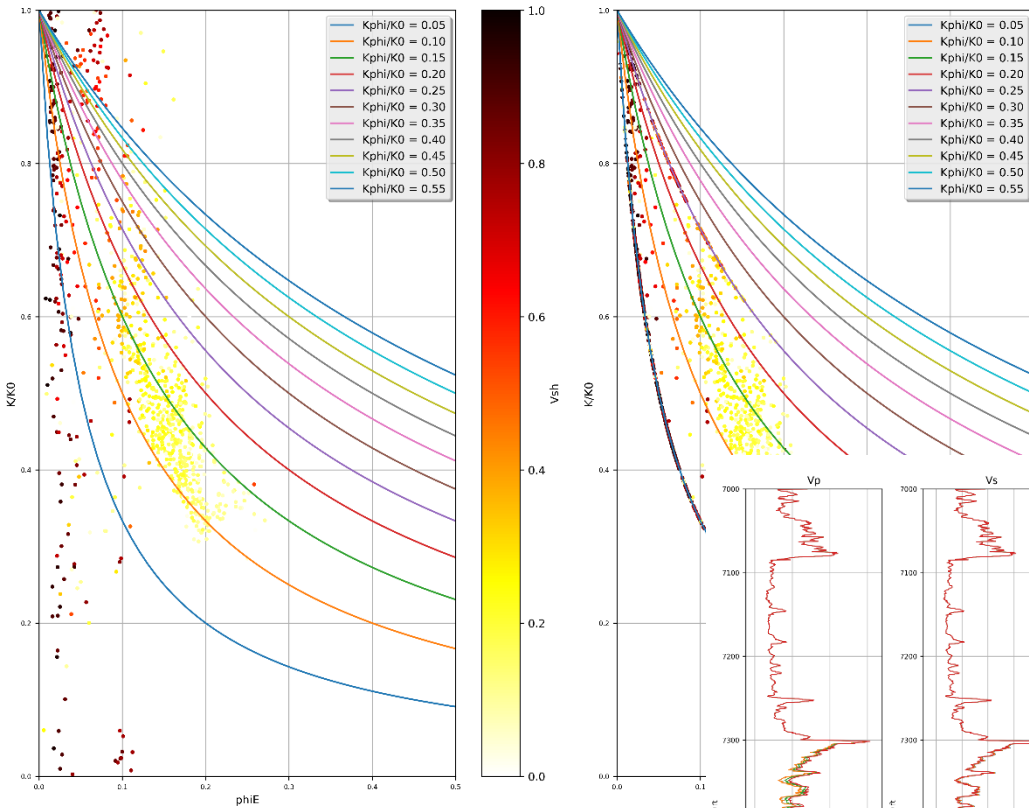 K/K0
1.0
0.8
0.6
0.4
0.2
0.0
0.0 0.1 0.2 0.3 0.4 0.5
phiE
Kphi/K0 = 0.05
Kphi/K0 = 0.10
Kphi/K0 = 0.15
Kphi/K0 = 0.20
Kphi/K0 = 0.25
Kphi/K0 = 0.30
Kphi/K0 = 0.35
Kphi/K0 = 0.40
Kphi/K0 = 0.45
Kphi/K0 = 0.50
Kphi/K0 = 0.55
1.0
0.8
0.6
0.4
0.2
0.0
Vsh
K/K0
1.0
0.8
0.6
0.4
0.2
0.0
0.0
Kphi/K0 = 0.05
Kphi/K0 = 0.10
Kphi/K0 = 0.15
Kphi/K0 = 0.20
Kphi/K0 = 0.25
Kphi/K0 = 0.30
Kphi/K0 = 0.35
Kphi/K0 = 0.40
Kphi/K0 = 0.45
Kphi/K0 = 0.50
Kphi/K0 = 0.55
Vp
7000
7100
7200
7300
Vs
7000
7100
7200
7300